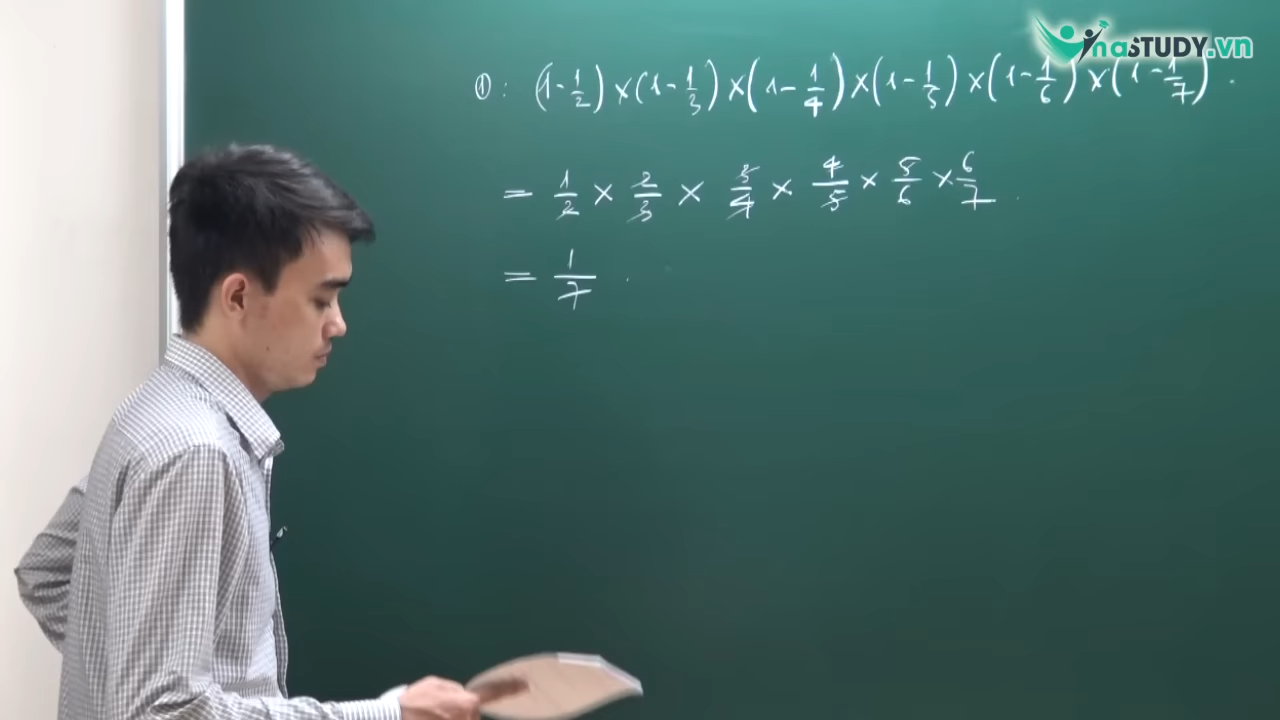 VinaSTUDY.vn
①: (1-1/2)×(1-1/3)×(1-1/4)×(1-1/5)×(1-1/6)×(1-1/7).
= 1/2 × 2/3 × 3/4 × 4/5 × 5/6 × 6/7.
= 1/7.